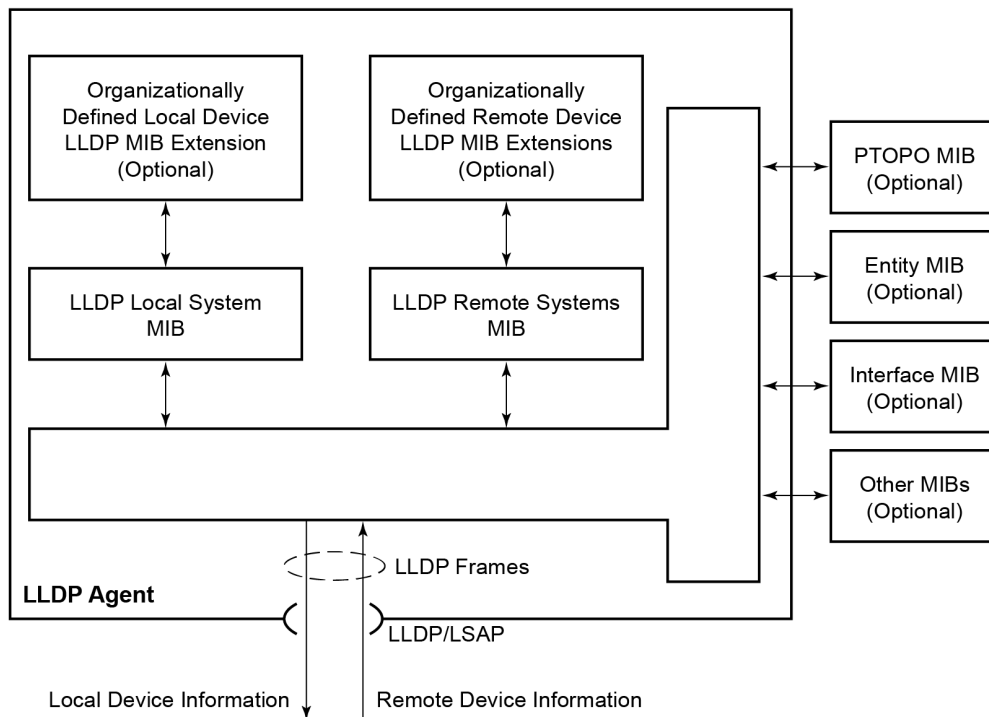 Organizationally
Defined Local Device
LLDP MIB Extension
(Optional)
Organizationally
Defined Remote Device
LLDP MIB Extensions
(Optional)
PTOPO MIB
(Optional)
LLDP Local System
MIB
LLDP Remote Systems
MIB
Entity MIB
(Optional)
Interface MIB
(Optional)
Other MIBs
(Optional)
LLDP Frames
LLDP Agent
LLDP/LSAP
Local Device Information
Remote Device Information